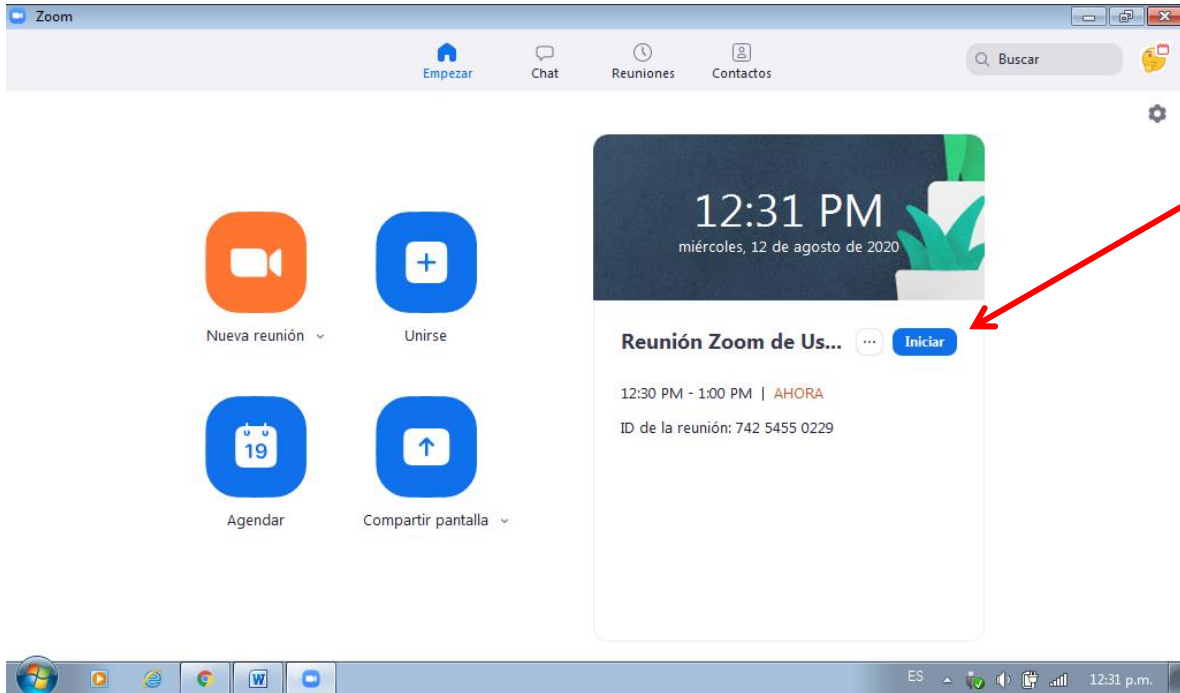 Zoom
Empezar
Chat
Reuniones
Contactos
Buscar
12:31 PM
miércoles, 12 de agosto de 2020
Nueva reunión
Unirse
Reunión Zoom de Us... ... Iniciar
12:30 PM - 1:00 PM | AHORA
ID de la reunión: 742 5455 0229
19
Agendar
Compartir pantalla
W
ES
12:31 p.m.